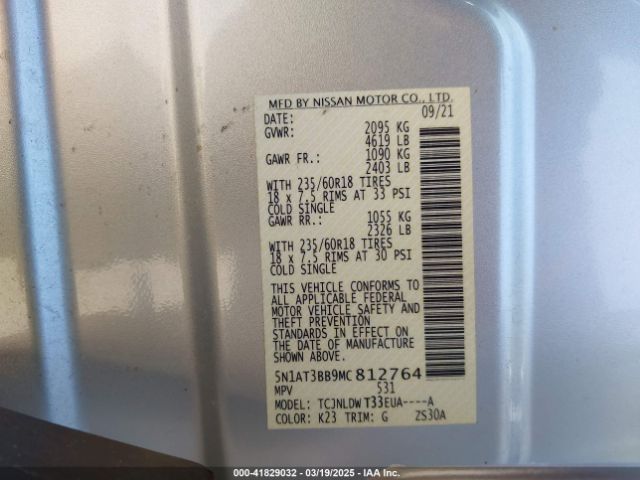 MFD BY NISSAN MOTOR CO., LTD.
DATE: 09/21
GVWR: 2095 KG
4619 LB
GAWR FR.: 1090 KG
2403 LB
WITH 235/60R18 TIRES
18 x 7.5 RIMS AT 33 PSI
COLD SINGLE
GAWR RR.: 1055 KG
2326 LB
WITH 235/60R18 TIRES
18 x 7.5 RIMS AT 30 PSI
COLD SINGLE
THIS VEHICLE CONFORMS TO
ALL APPLICABLE FEDERAL
MOTOR VEHICLE SAFETY AND
THEFT PREVENTION
STANDARDS IN EFFECT ON
THE DATE OF MANUFACTURE
SHOWN ABOVE.
5N1AT3BB9MC812764
MPV 531
MODEL: TCJNLDW T33EUA----A
COLOR: K23 TRIM: G ZS30A
000-41829032 - 03/19/2025 - IAA Inc.